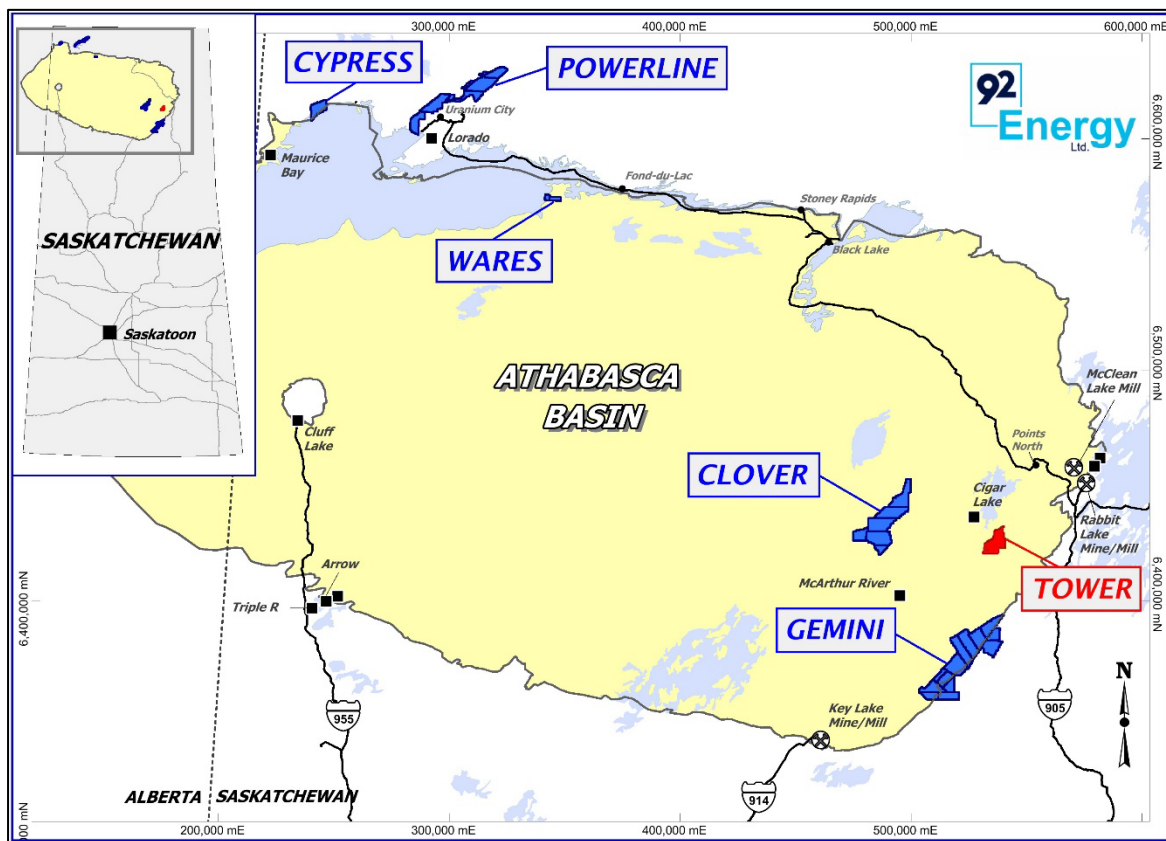 300,000 mE
400,000 mE
500,000 mE
600,000 mE
CYPRESS
POWERLINE
92
Energy
Ltd.
6,600,000 mN
Uranium City
Lorado
Maurice
Bay
Fond-du-Lac
Stoney Rapids
WARES
Black Lake
SASKATCHEWAN
Saskatoon
6,500,000 mN
ATHABASCA
BASIN
McClean
Lake Mill
Cluff
Lake
Points
North
CLOVER
Cigar
Lake
Rabbit
Lake
Mine/Mill
Arrow
Triple R
McArthur River
TOWER
6,400,000 mN
6,400,000 mN
GEMINI
N
Key Lake
Mine/Mill
955
905
914
ALBERTA
SASKATCHEWAN
000 mN
200,000 mE
300,000 mE
400,000 mE
500,000 mE